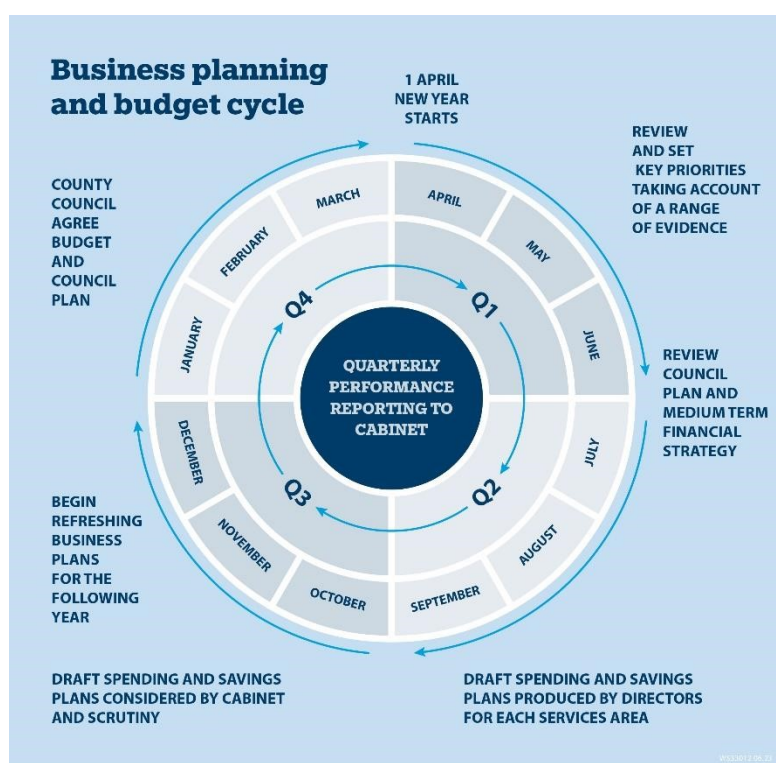 Business planning
and budget cycle
1 APRIL
NEW YEAR
STARTS
REVIEW
AND SET
KEY PRIORITIES
TAKING ACCOUNT
OF A RANGE
OF EVIDENCE
COUNTY
COUNCIL
AGREE
BUDGET
AND
COUNCIL
PLAN
MARCH
APRIL
FEBRUARY
MAY
JANUARY
JUNE
Q4
Q1
QUARTERLY
PERFORMANCE
REPORTING TO
CABINET
REVIEW
COUNCIL
PLAN AND
MEDIUM TERM
FINANCIAL
STRATEGY
DECEMBER
JULY
Q3
Q2
NOVEMBER
AUGUST
OCTOBER
SEPTEMBER
BEGIN
REFRESHING
BUSINESS
PLANS
FOR THE
FOLLOWING
YEAR
DRAFT SPENDING AND SAVINGS
PLANS CONSIDERED BY CABINET
AND SCRUTINY
DRAFT SPENDING AND SAVINGS
PLANS PRODUCED BY DIRECTORS
FOR EACH SERVICES AREA